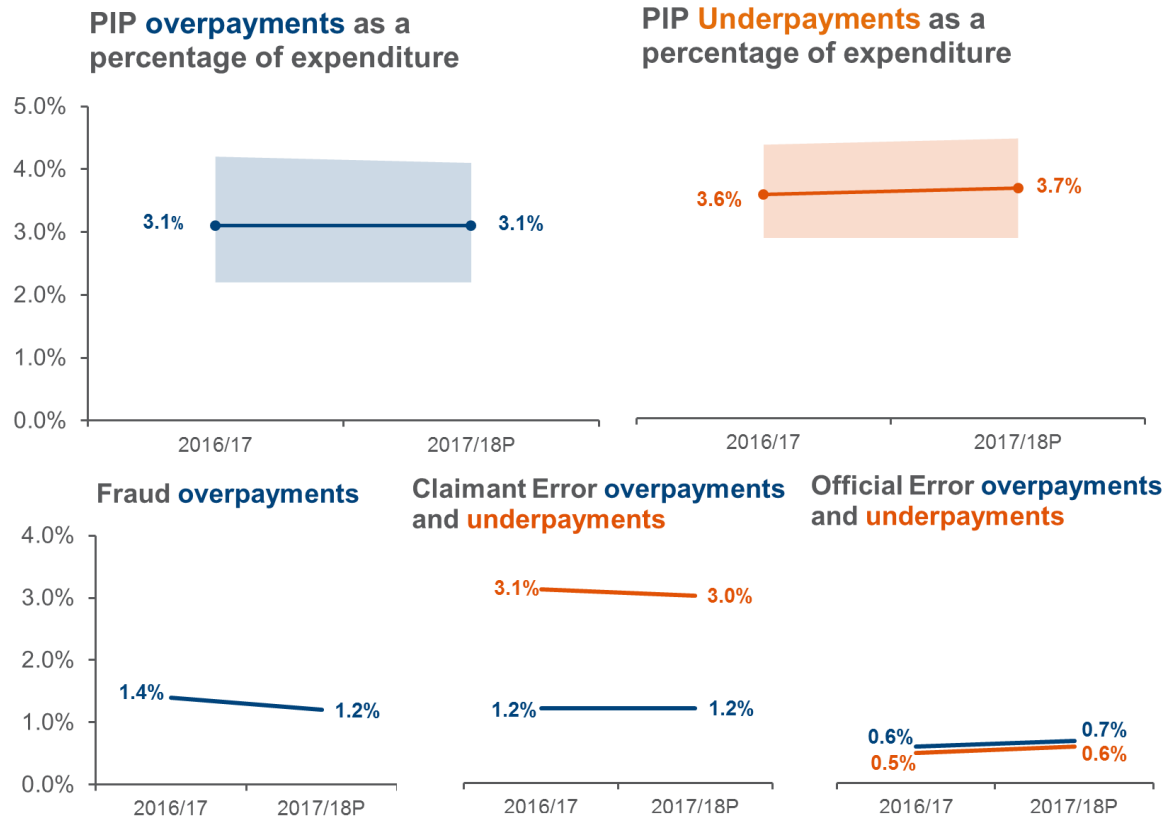 PIP overpayments as a
percentage of expenditure
5.0%
4.0%
3.0%
2.0%
1.0%
0.0%
3.1%
3.1%
2016/17
2017/18P
PIP Underpayments as a
percentage of expenditure
3.6%
3.7%
2016/17
2017/18P
Fraud overpayments
4.0%
3.0%
2.0%
1.0%
0.0%
1.4%
1.2%
2016/17
2017/18P
Claimant Error overpayments
and underpayments
3.1%
3.0%
1.2%
1.2%
2016/17
2017/18P
Official Error overpayments
and underpayments
0.6%
0.7%
0.5%
0.6%
2016/17
2017/18P